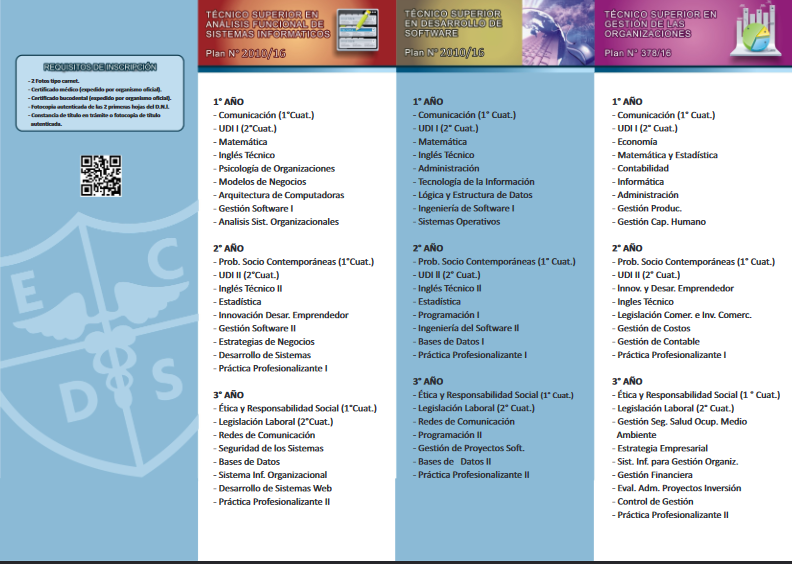 REQUISITOS DE INSCRIPCIÓN
- 2 Fotos tipo carnet.
- Certificado médico (expedido por organismo oficial).
- Certificado bucodental (expedido por organismo oficial).
- Fotocopia autenticada de las 2 primeras hojas del D.N.I.
- Constancia de título en trámite o fotocopia de título
autenticada.
E C
D S
TÉCNICO SUPERIOR EN
ANÁLISIS FUNCIONAL DE
SISTEMAS INFORMÁTICOS
Plan N° 2010/16
1° AÑO
- Comunicación (1°Cuat.)
- UDI I (2°Cuat.)
- Matemática
- Inglés Técnico
- Psicología de Organizaciones
- Modelos de Negocios
- Arquitectura de Computadoras
- Gestión Software I
- Analisis Sist. Organizacionales
2° AÑO
- Prob. Socio Contemporáneas (1°Cuat.)
- UDI II (2°Cuat.)
- Inglés Técnico II
- Estadística
- Innovación Desar. Emprendedor
- Gestión Software II
- Estrategias de Negocios
- Desarrollo de Sistemas
- Práctica Profesionalizante I
3° AÑO
- Ética y Responsabilidad Social (1°Cuat.)
- Legislación Laboral (2°Cuat.)
- Redes de Comunicación
- Seguridad de los Sistemas
- Bases de Datos
- Sistema Inf. Organizacional
- Desarrollo de Sistemas Web
- Práctica Profesionalizante II
TÉCNICO SUPERIOR
EN DESARROLLO DE
SOFTWARE
Plan N° 2010/16
1° AÑO
- Comunicación (1° Cuat.)
- UDI I (2° Cuat.)
- Matemática
- Inglés Técnico
- Administración
- Tecnología de la Información
- Lógica y Estructura de Datos
- Ingeniería de Software I
- Sistemas Operativos
2° AÑO
- Prob. Socio Contemporáneas (1° Cuat.)
- UDI II (2° Cuat.)
- Inglés Técnico II
- Estadística
- Programación I
- Ingeniería del Software II
- Bases de Datos I
- Práctica Profesionalizante I
3° AÑO
- Ética y Responsabilidad Social (1° Cuat.)
- Legislación Laboral (2° Cuat.)
- Redes de Comunicación
- Programación II
- Gestión de Proyectos Soft.
- Bases de Datos II
- Práctica Profesionalizante II
TÉCNICO SUPERIOR EN
GESTIÓN DE LAS
ORGANIZACIONES
Plan N° 378/16
1° AÑO
- Comunicación (1° Cuat.)
- UDI I (2° Cuat.)
- Economía
- Matemática y Estadística
- Contabilidad
- Informática
- Administración
- Gestión Produc.
- Gestión Cap. Humano
2° AÑO
- Prob. Socio Contemporáneas (1° Cuat.)
- UDI II (2° Cuat.)
- Innov. y Desar. Emprendedor
- Ingles Técnico
- Legislación Comer. e Inv. Comerc.
- Gestión de Costos
- Gestión de Contable
- Práctica Profesionalizante I
3° AÑO
- Ética y Responsabilidad Social (1 ° Cuat.)
- Legislación Laboral (2° Cuat.)
- Gestión Seg. Salud Ocup. Medio
Ambiente
- Estrategia Empresarial
- Sist. Inf. para Gestión Organiz.
- Gestión Financiera
- Eval. Adm. Proyectos Inversión
- Control de Gestión
- Práctica Profesionalizante II